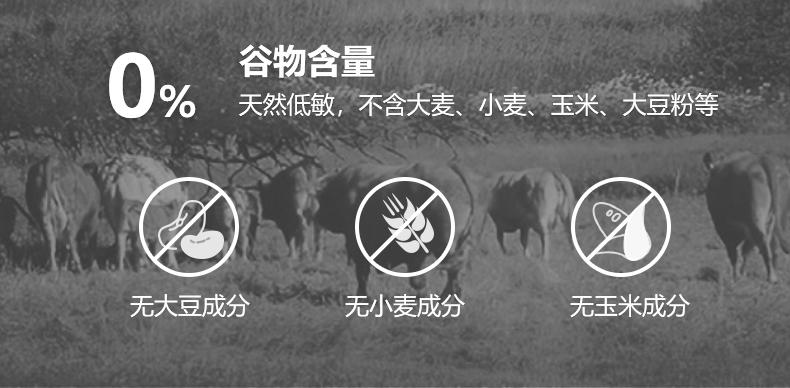 0%
谷物含量
天然低敏，不含大麦、小麦、玉米、大豆粉等
无大豆成分
无小麦成分
无玉米成分